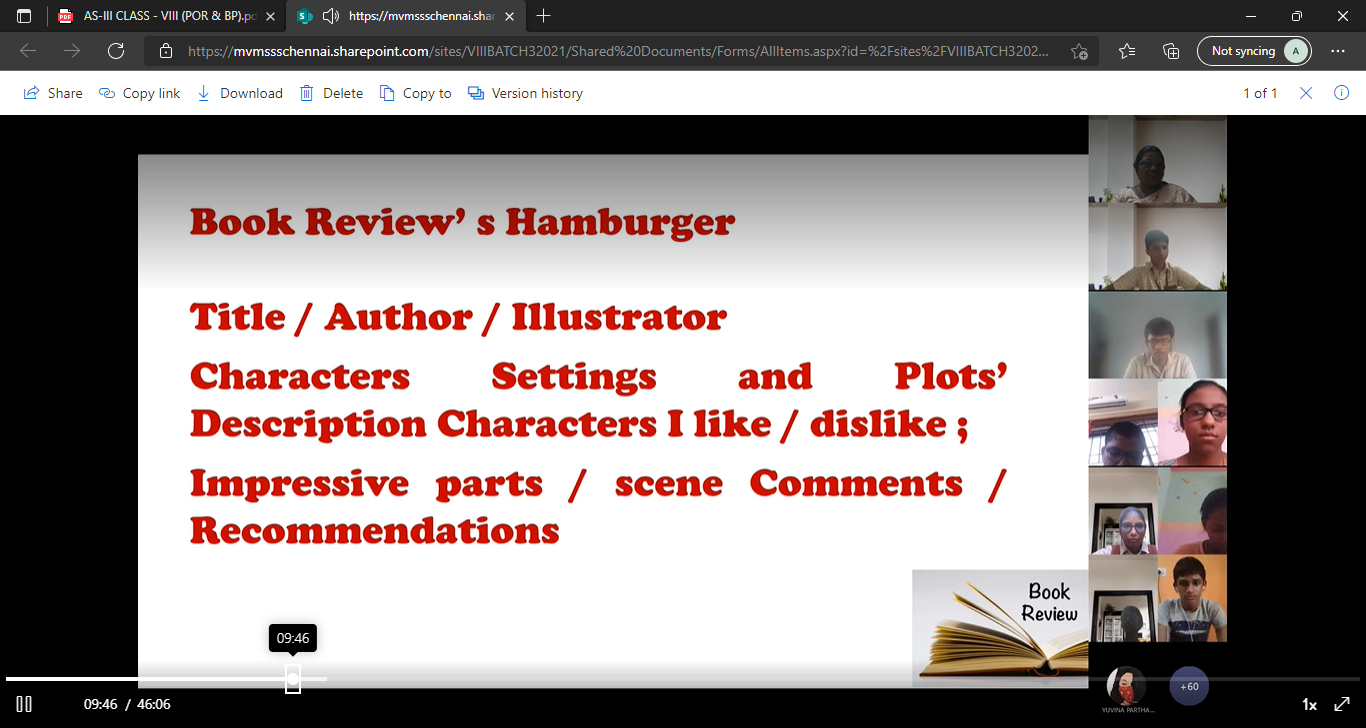 AS-III CLASS - VIII (POR & BP).pd
https://mvmssschennai.shar
https://mvmssschennai.sharepoint.com/sites/VIIIBATCH32021/Shared%20Documents/Forms/AllItems.aspx?id=%2Fsites%2FVIIIBATCH3202...
Not syncing A
Share Copy link Download Delete Copy to Version history 1 of 1
Book Review’ s Hamburger
Title / Author / Illustrator
Characters Settings and Plots’
Description Characters I like / dislike ;
Impressive parts / scene Comments /
Recommendations
Book
Review
09:46
YUVINA PARTHA...
+60
09:46 / 46:06
1x